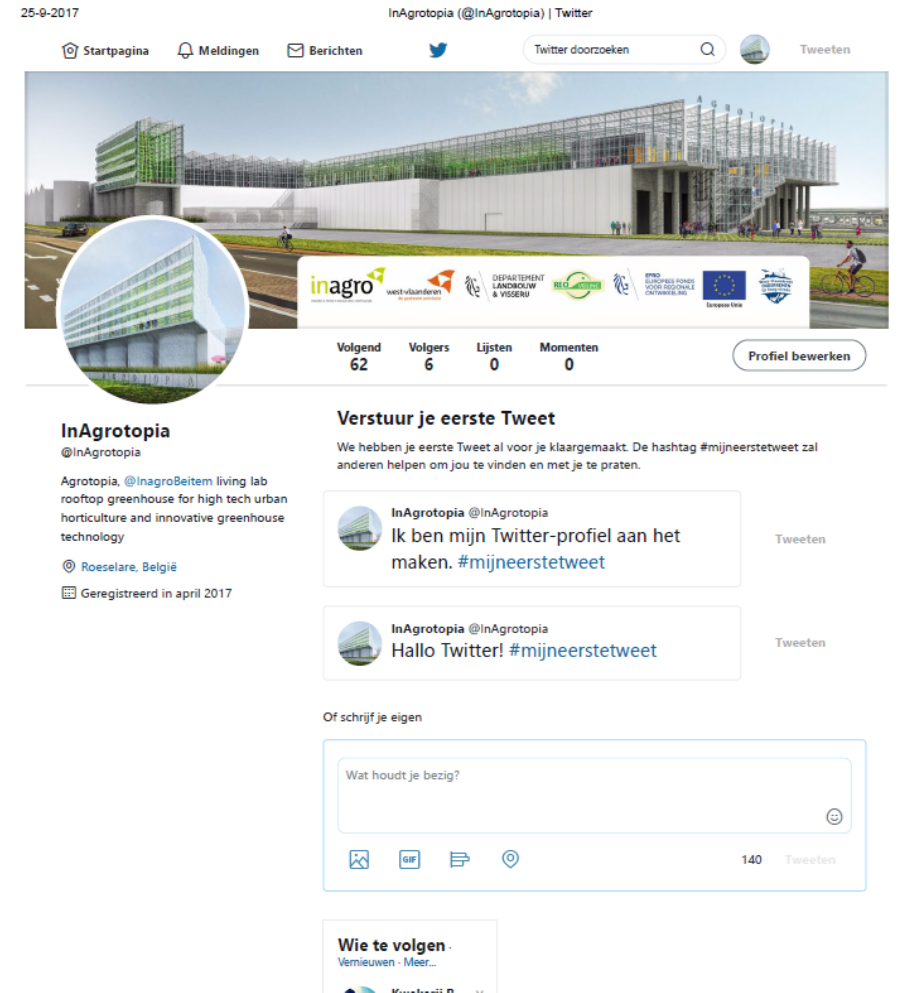 25-9-2017 InAgrotopia (@InAgrotopia) | Twitter
Startpagina Meldingen Berichten Twitter doorzoeken Tweeten
AGROTOPIA
inagro
west-vlaanderen
DEPARTEMENT
LANDBOUW
& VISSERIJ
REO VEILING
EFRO
EUROPEES FONDS
VOOR REGIONALE
ONTWIKKELING
Europese Unie
AGROTOPIA
Volgend Volgers Lijsten Momenten
62 6 0 0
Profiel bewerken
InAgrotopia
@InAgrotopia
Agrotopia, @InagroBeitem living lab
rooftop greenhouse for high tech urban
horticulture and innovative greenhouse
technology
Roeselare, België
Geregistreerd in april 2017
Verstuur je eerste Tweet
We hebben je eerste Tweet al voor je klaargemaakt. De hashtag #mijneerstetweet zal
anderen helpen om jou te vinden en met je te praten.
InAgrotopia @InAgrotopia
Ik ben mijn Twitter-profiel aan het
maken. #mijneerstetweet
Tweeten
InAgrotopia @InAgrotopia
Hallo Twitter! #mijneerstetweet
Tweeten
Of schrijf je eigen
Wat houdt je bezig?
GIF
140 Tweeten
Wie te volgen ·
Vernieuwen · Meer...